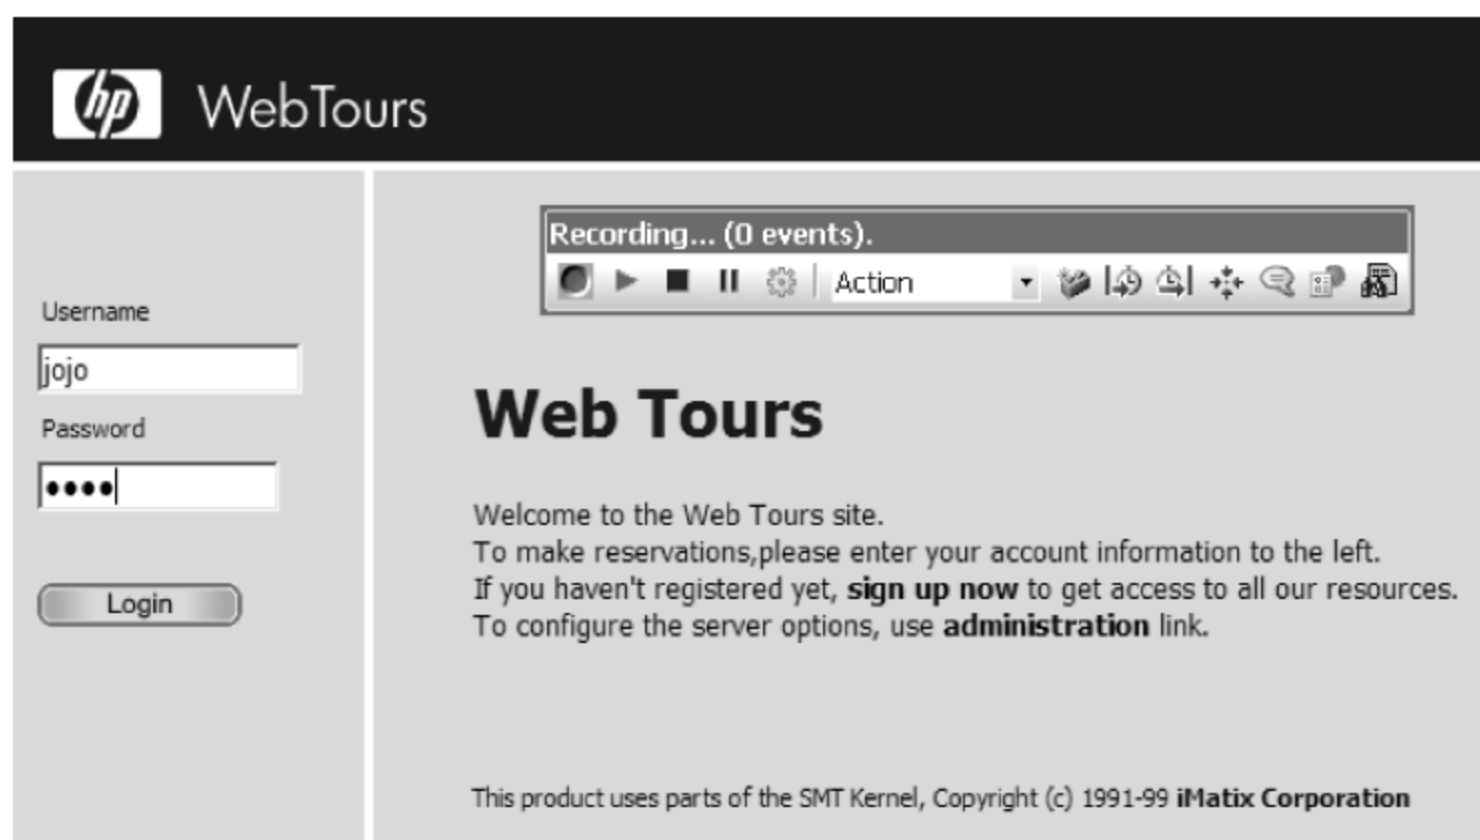 hp WebTours
Recording... (0 events).
Action
Username
jojo
Password
Login
Web Tours
Welcome to the Web Tours site.
To make reservations,please enter your account information to the left.
If you haven't registered yet, sign up now to get access to all our resources.
To configure the server options, use administration link.
This product uses parts of the SMT Kernel, Copyright (c) 1991-99 iMatix Corporation